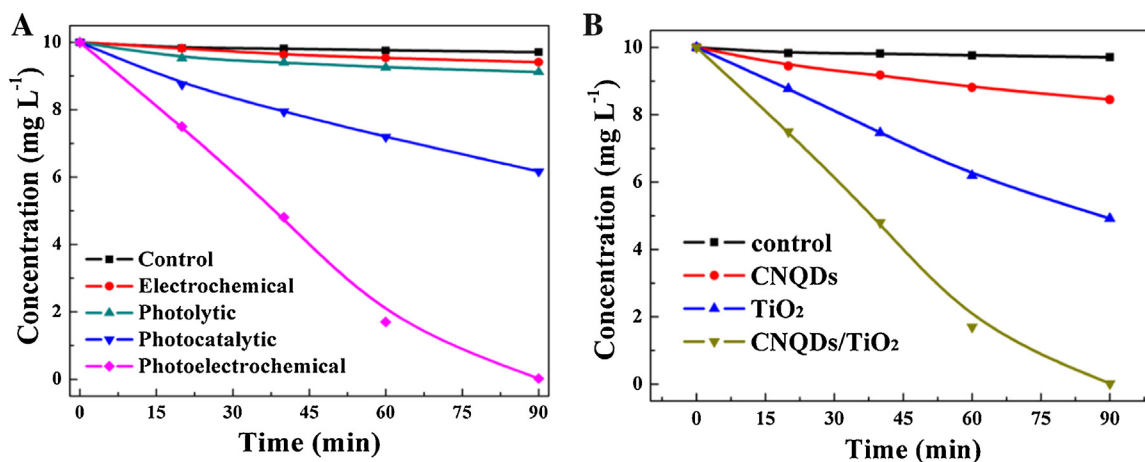 A
Concentration (mg L⁻¹)
10
8
6
4
2
0
Control
Electrochemical
Photolytic
Photocatalytic
Photoelectrochemical
0 15 30 45 60 75 90
Time (min)
B
Concentration (mg L⁻¹)
10
8
6
4
2
0
control
CNQDs
TiO₂
CNQDs/TiO₂
0 15 30 45 60 75 90
Time (min)